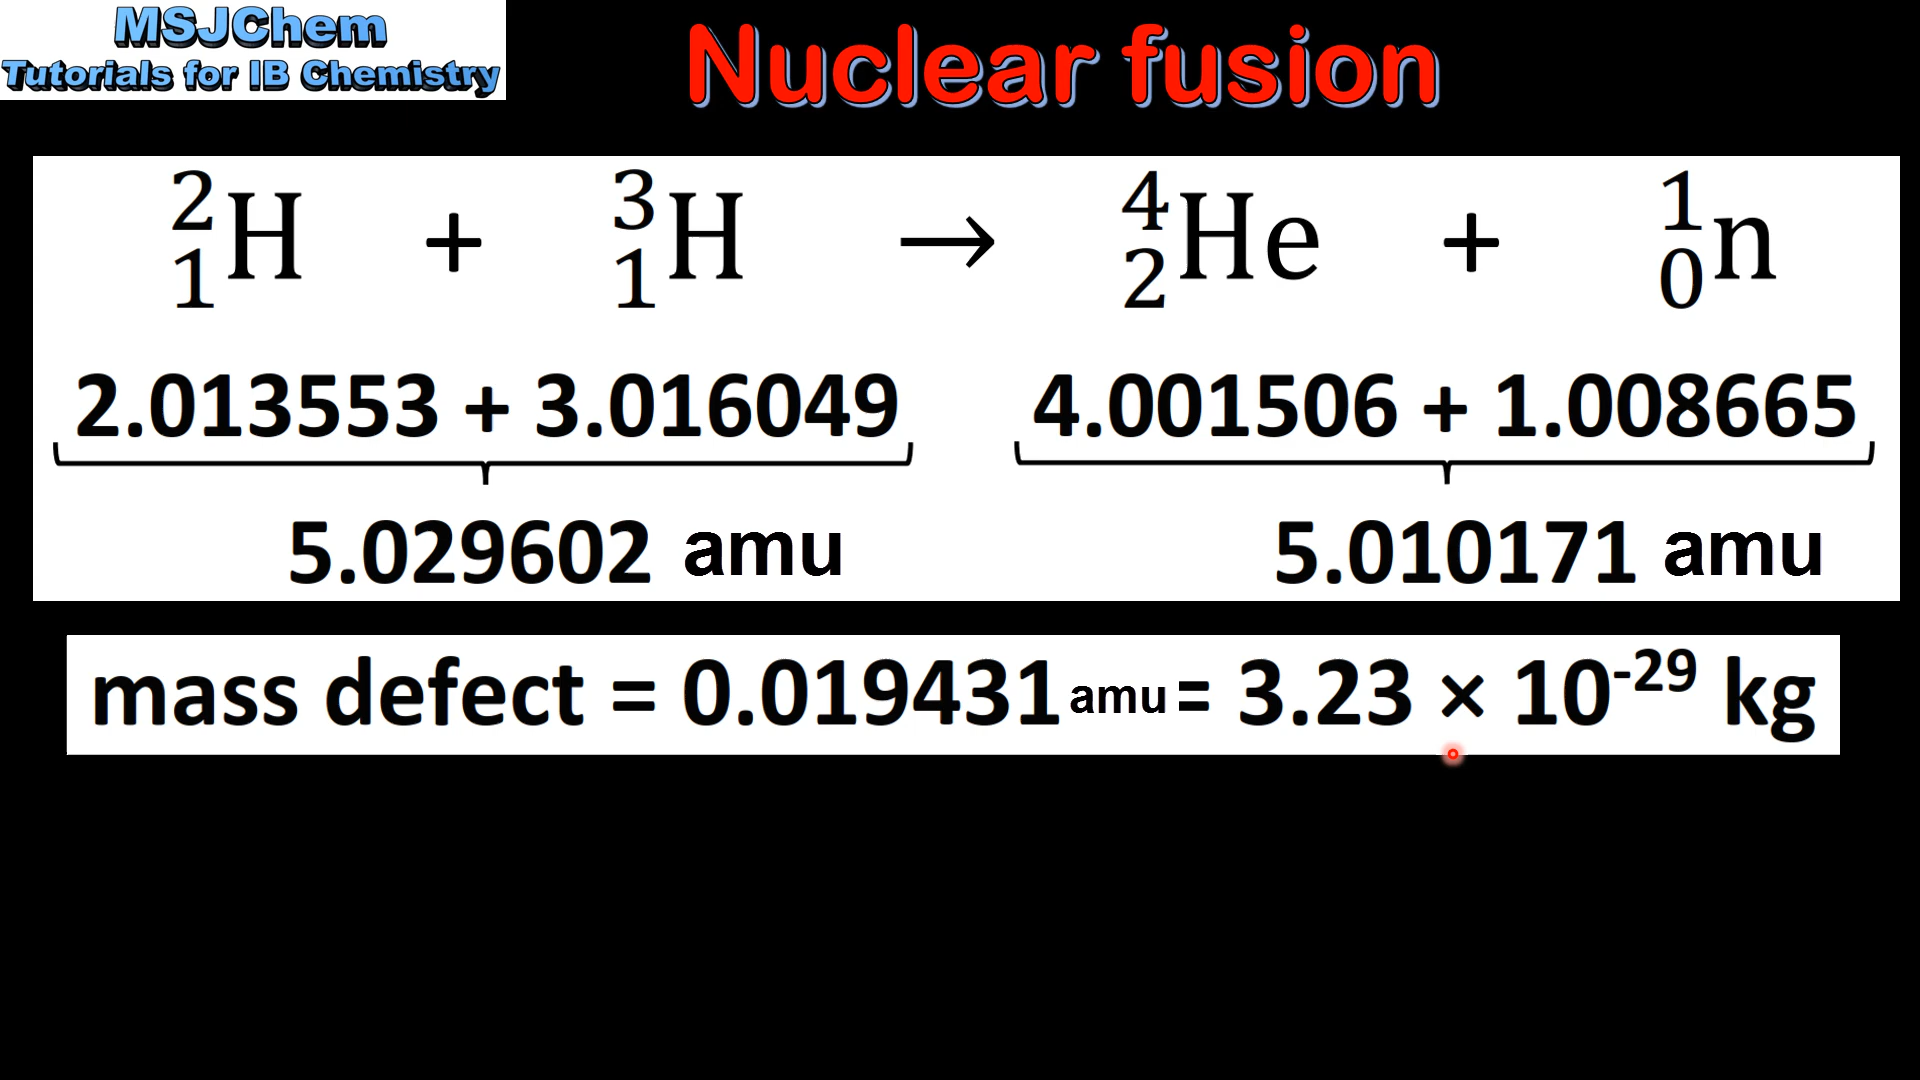 MSJChem
Tutorials for IB Chemistry
Nuclear fusion
²₁H + ³₁H → ⁴₂He + ¹₀n
2.013553 + 3.016049 4.001506 + 1.008665
5.029602 amu 5.010171 amu
mass defect = 0.019431 amu = 3.23 × 10⁻²⁹ kg